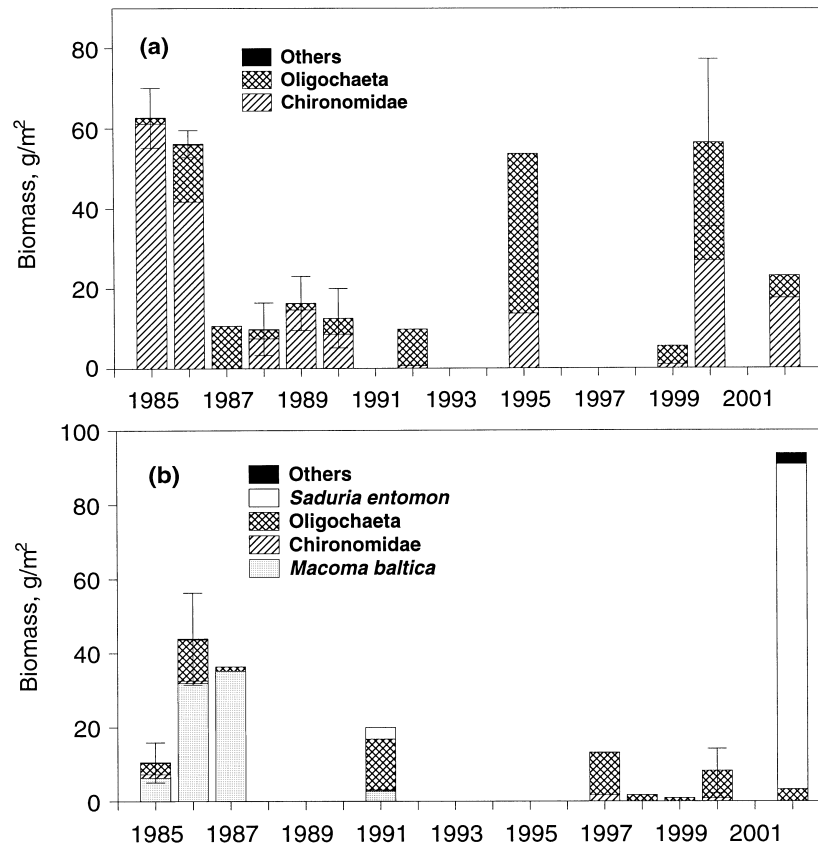 (a)
Others
Oligochaeta
Chironomidae
Biomass, g/m²
80
60
40
20
0
1985 1987 1989 1991 1993 1995 1997 1999 2001
(b)
Others
Saduria entomon
Oligochaeta
Chironomidae
Macoma baltica
Biomass, g/m²
100
80
60
40
20
0
1985 1987 1989 1991 1993 1995 1997 1999 2001